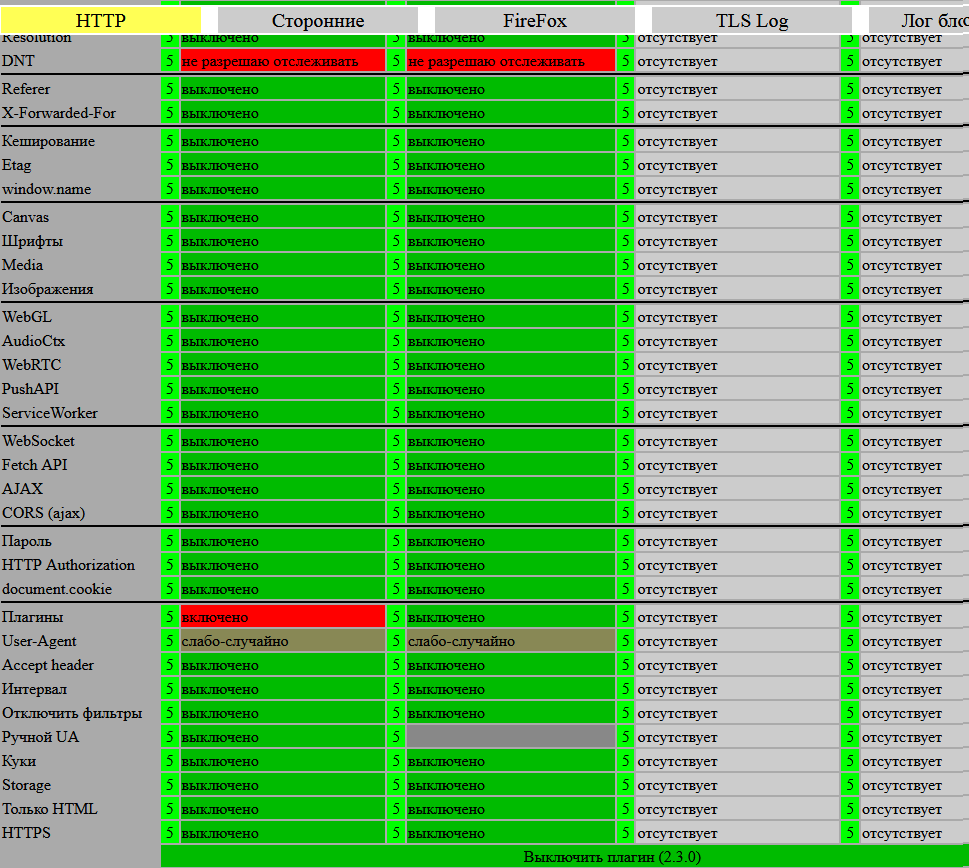 HTTP Сторонние FireFox TLS Log Лог бло
Resolution 5 выключено 5 выключено 5 отсутствует 5 отсутствует
DNT 5 не разрешаю отслеживать 5 не разрешаю отслеживать 5 отсутствует 5 отсутствует
Referer 5 выключено 5 выключено 5 отсутствует 5 отсутствует
X-Forwarded-For 5 выключено 5 выключено 5 отсутствует 5 отсутствует
Кеширование 5 выключено 5 выключено 5 отсутствует 5 отсутствует
Etag 5 выключено 5 выключено 5 отсутствует 5 отсутствует
window.name 5 выключено 5 выключено 5 отсутствует 5 отсутствует
Canvas 5 выключено 5 выключено 5 отсутствует 5 отсутствует
Шрифты 5 выключено 5 выключено 5 отсутствует 5 отсутствует
Media 5 выключено 5 выключено 5 отсутствует 5 отсутствует
Изображения 5 выключено 5 выключено 5 отсутствует 5 отсутствует
WebGL 5 выключено 5 выключено 5 отсутствует 5 отсутствует
AudioCtx 5 выключено 5 выключено 5 отсутствует 5 отсутствует
WebRTC 5 выключено 5 выключено 5 отсутствует 5 отсутствует
PushAPI 5 выключено 5 выключено 5 отсутствует 5 отсутствует
ServiceWorker 5 выключено 5 выключено 5 отсутствует 5 отсутствует
WebSocket 5 выключено 5 выключено 5 отсутствует 5 отсутствует
Fetch API 5 выключено 5 выключено 5 отсутствует 5 отсутствует
AJAX 5 выключено 5 выключено 5 отсутствует 5 отсутствует
CORS (ajax) 5 выключено 5 выключено 5 отсутствует 5 отсутствует
Пароль 5 выключено 5 выключено 5 отсутствует 5 отсутствует
HTTP Authorization 5 выключено 5 выключено 5 отсутствует 5 отсутствует
document.cookie 5 выключено 5 выключено 5 отсутствует 5 отсутствует
Плагины 5 включено 5 выключено 5 отсутствует 5 отсутствует
User-Agent 5 слабо-случайно 5 слабо-случайно 5 отсутствует 5 отсутствует
Accept header 5 выключено 5 выключено 5 отсутствует 5 отсутствует
Интервал 5 выключено 5 выключено 5 отсутствует 5 отсутствует
Отключить фильтры 5 выключено 5 выключено 5 отсутствует 5 отсутствует
Ручной UA 5 выключено 5 5 отсутствует 5 отсутствует
Куки 5 выключено 5 выключено 5 отсутствует 5 отсутствует
Storage 5 выключено 5 выключено 5 отсутствует 5 отсутствует
Только HTML 5 выключено 5 выключено 5 отсутствует 5 отсутствует
HTTPS 5 выключено 5 выключено 5 отсутствует 5 отсутствует
Выключить плагин (2.3.0)